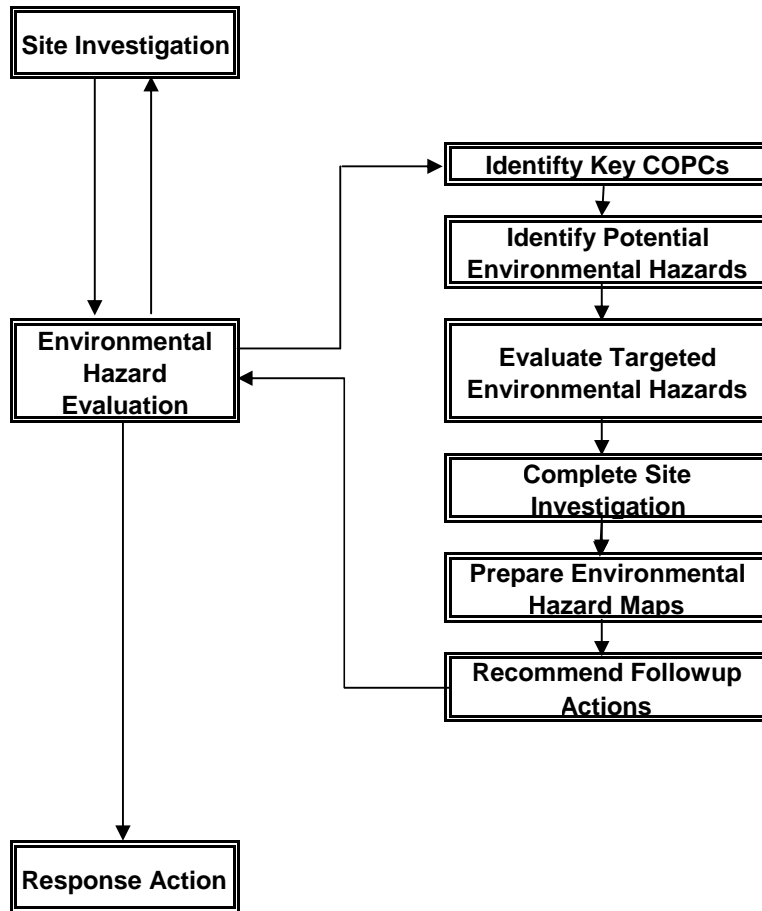 Site Investigation
Identifty Key COPCs
Identify Potential
Environmental Hazards
Environmental
Hazard
Evaluation
Evaluate Targeted
Environmental Hazards
Complete Site
Investigation
Prepare Environmental
Hazard Maps
Recommend Followup
Actions
Response Action